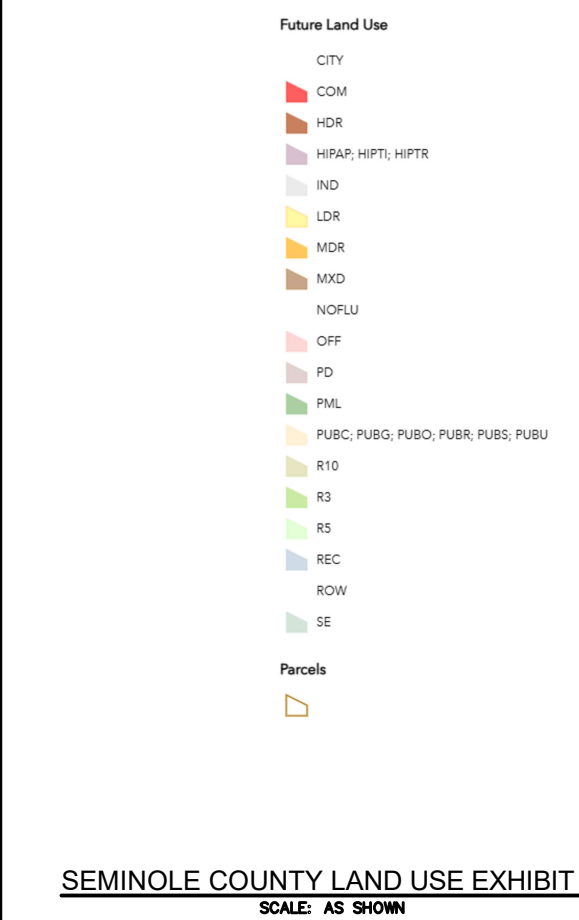 Future Land Use
CITY
COM
HDR
HIPAP; HIPTI; HIPTR
IND
LDR
MDR
MXD
NOFLU
OFF
PD
PML
PUBC; PUBG; PUBO; PUBR; PUBS; PUBU
R10
R3
R5
REC
ROW
SE
Parcels
SEMINOLE COUNTY LAND USE EXHIBIT
SCALE: AS SHOWN